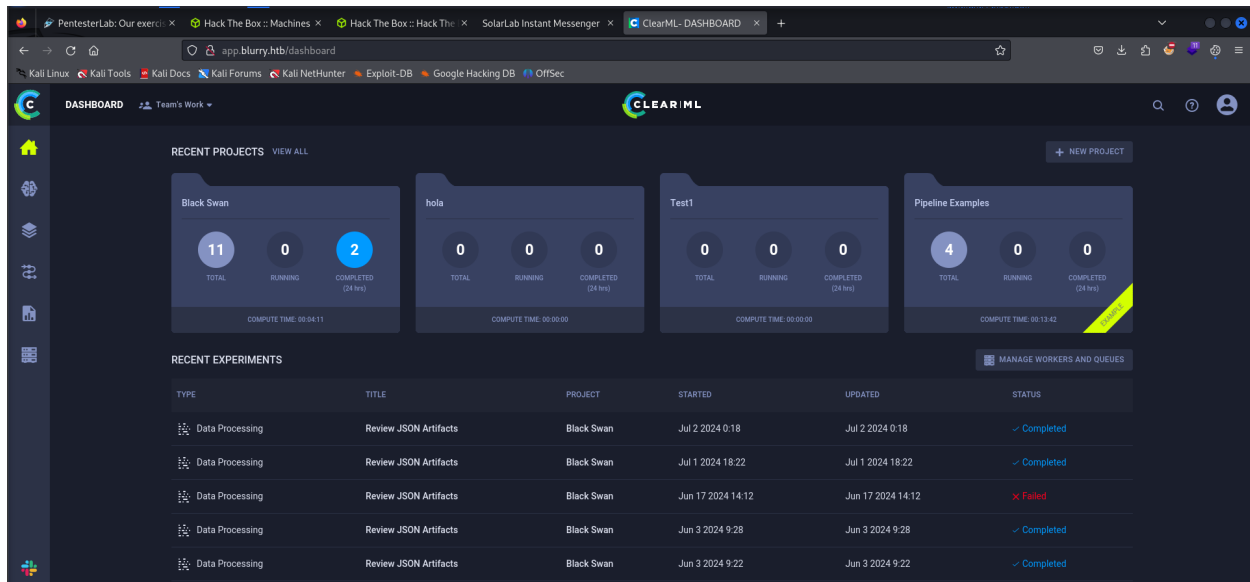 PentesterLab: Our exercis × Hack The Box :: Machines × Hack The Box :: Hack The × SolarLab Instant Messenger × ClearML- DASHBOARD × +
app.blurry.htb/dashboard
Kali Linux Kali Tools Kali Docs Kali Forums Kali NetHunter Exploit-DB Google Hacking DB OffSec
DASHBOARD Team's Work CLEAR|ML
RECENT PROJECTS VIEW ALL + NEW PROJECT
Black Swan hola Test1 Pipeline Examples
11 0 2 0 0 0 0 0 0 4 0 0
TOTAL RUNNING COMPLETED TOTAL RUNNING COMPLETED TOTAL RUNNING COMPLETED TOTAL RUNNING COMPLETED
(24 hrs) (24 hrs) (24 hrs) (24 hrs)
COMPUTE TIME: 00:04:11 COMPUTE TIME: 00:00:00 COMPUTE TIME: 00:00:00 COMPUTE TIME: 00:13:42 EXAMPLE
RECENT EXPERIMENTS MANAGE WORKERS AND QUEUES
TYPE TITLE PROJECT STARTED UPDATED STATUS
Data Processing Review JSON Artifacts Black Swan Jul 2 2024 0:18 Jul 2 2024 0:18 Completed
Data Processing Review JSON Artifacts Black Swan Jul 1 2024 18:22 Jul 1 2024 18:22 Completed
Data Processing Review JSON Artifacts Black Swan Jun 17 2024 14:12 Jun 17 2024 14:12 Failed
Data Processing Review JSON Artifacts Black Swan Jun 3 2024 9:28 Jun 3 2024 9:28 Completed
Data Processing Review JSON Artifacts Black Swan Jun 3 2024 9:22 Jun 3 2024 9:22 Completed